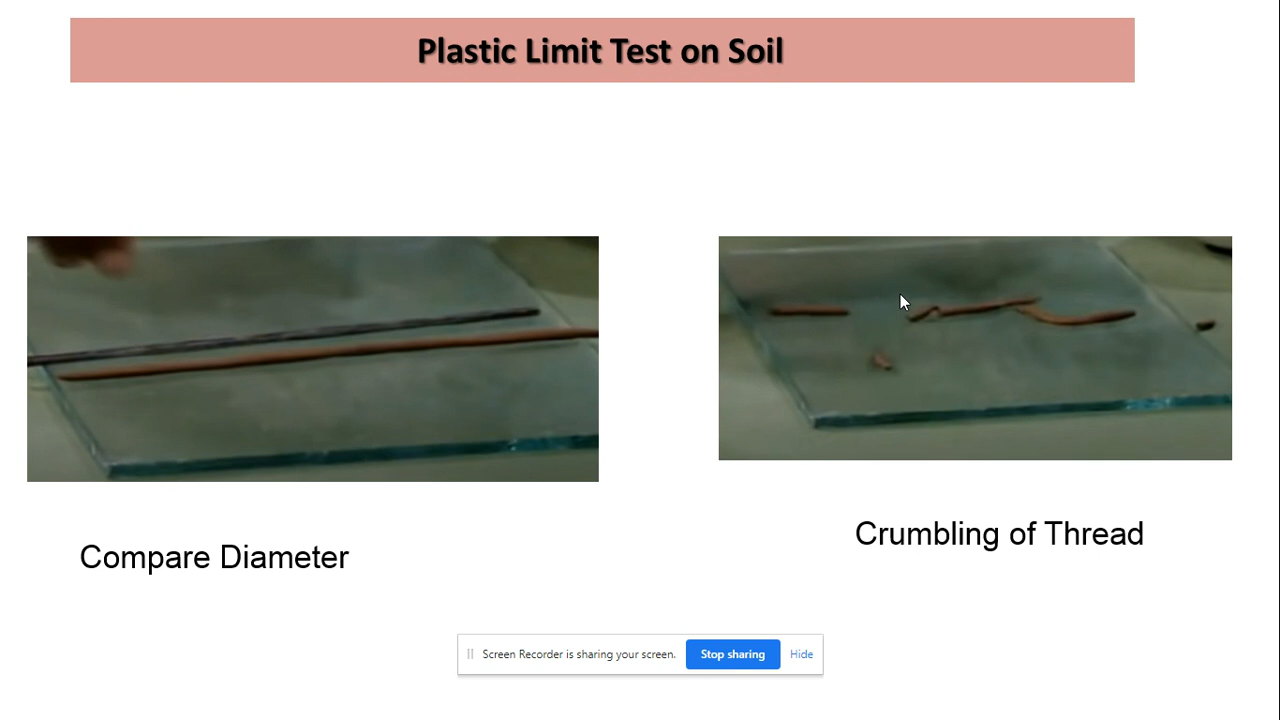 Plastic Limit Test on Soil
Compare Diameter
Crumbling of Thread
Screen Recorder is sharing your screen. Stop sharing Hide